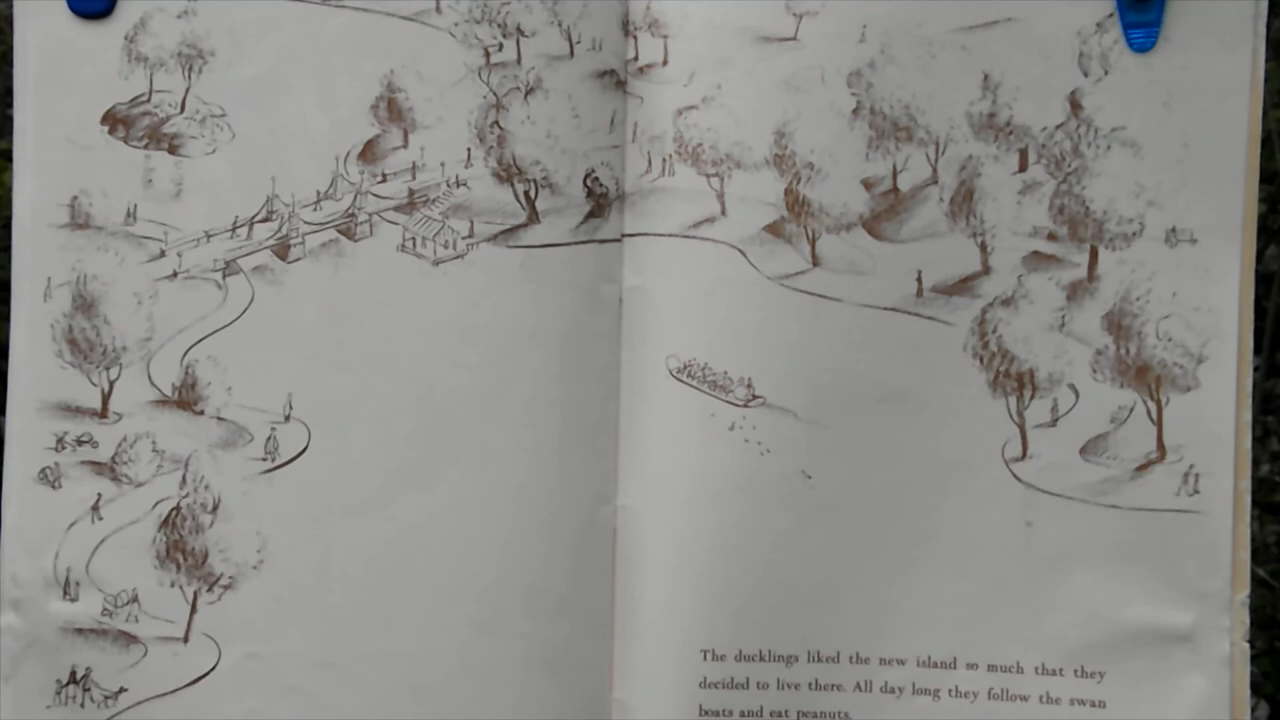 The ducklings liked the new island so much that they
decided to live there. All day long they follow the swan
boats and eat peanuts.